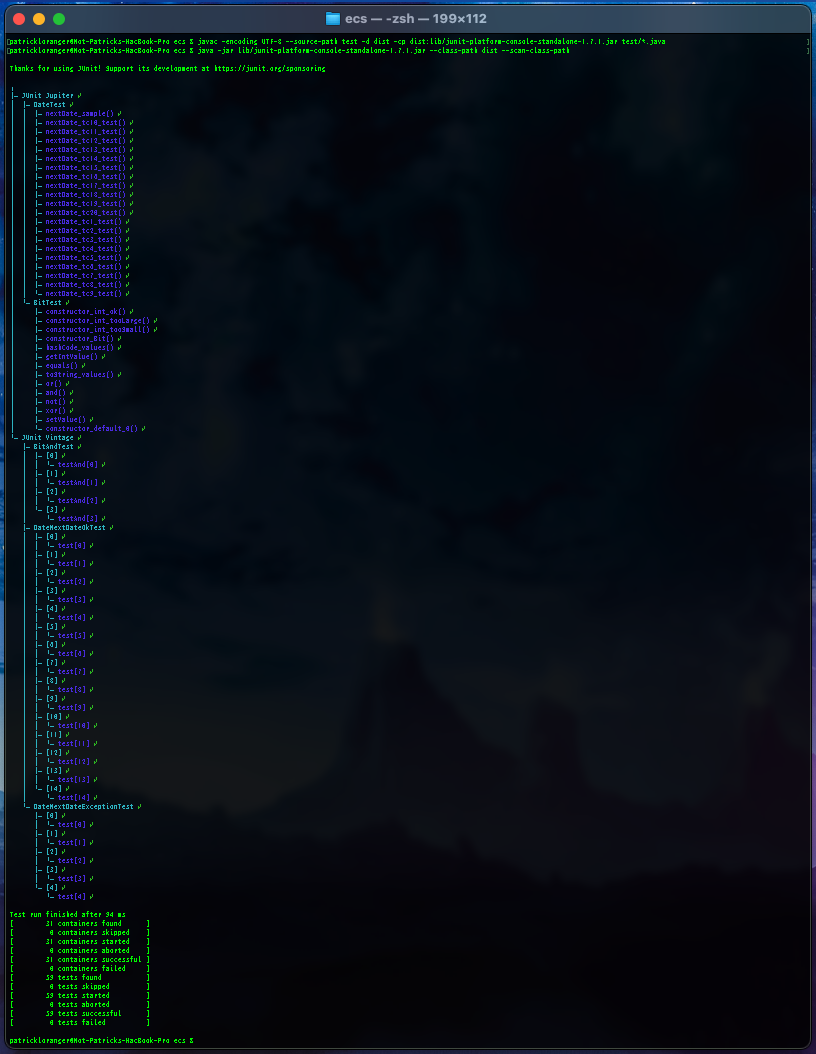 ecs — -zsh — 199×112
[patrickloranger@Mat-Patricks-MacBook-Pro ecs % javac -encoding UTF-8 --source-path test -d dist -cp dist:lib/junit-platform-console-standalone-1.7.1.jar test/*.java ]
[patrickloranger@Mat-Patricks-MacBook-Pro ecs % java -jar lib/junit-platform-console-standalone-1.7.1.jar --class-path dist --scan-class-path ]
Thanks for using JUnit! Support its development at https://junit.org/sponsoring
╷
├─ JUnit Jupiter ✔
│  ├─ DateTest ✔
│  │  ├─ nextDate_sample() ✔
│  │  ├─ nextDate_tc10_test() ✔
│  │  ├─ nextDate_tc11_test() ✔
│  │  ├─ nextDate_tc12_test() ✔
│  │  ├─ nextDate_tc13_test() ✔
│  │  ├─ nextDate_tc14_test() ✔
│  │  ├─ nextDate_tc15_test() ✔
│  │  ├─ nextDate_tc16_test() ✔
│  │  ├─ nextDate_tc17_test() ✔
│  │  ├─ nextDate_tc18_test() ✔
│  │  ├─ nextDate_tc19_test() ✔
│  │  ├─ nextDate_tc20_test() ✔
│  │  ├─ nextDate_tc1_test() ✔
│  │  ├─ nextDate_tc2_test() ✔
│  │  ├─ nextDate_tc3_test() ✔
│  │  ├─ nextDate_tc4_test() ✔
│  │  ├─ nextDate_tc5_test() ✔
│  │  ├─ nextDate_tc6_test() ✔
│  │  ├─ nextDate_tc7_test() ✔
│  │  ├─ nextDate_tc8_test() ✔
│  │  └─ nextDate_tc9_test() ✔
│  └─ BitTest ✔
│     ├─ constructor_int_ok() ✔
│     ├─ constructor_int_tooLarge() ✔
│     ├─ constructor_int_tooSmall() ✔
│     ├─ constructor_Bit() ✔
│     ├─ hashCode_values() ✔
│     ├─ getIntValue() ✔
│     ├─ equals() ✔
│     ├─ toString_values() ✔
│     ├─ or() ✔
│     ├─ and() ✔
│     ├─ not() ✔
│     ├─ xor() ✔
│     ├─ setValue() ✔
│     └─ constructor_default_0() ✔
└─ JUnit Vintage ✔
   ├─ BitAndTest ✔
   │  ├─ [0] ✔
   │  │  └─ testAnd[0] ✔
   │  ├─ [1] ✔
   │  │  └─ testAnd[1] ✔
   │  ├─ [2] ✔
   │  │  └─ testAnd[2] ✔
   │  └─ [3] ✔
   │     └─ testAnd[3] ✔
   ├─ DateNextDateOkTest ✔
   │  ├─ [0] ✔
   │  │  └─ test[0] ✔
   │  ├─ [1] ✔
   │  │  └─ test[1] ✔
   │  ├─ [2] ✔
   │  │  └─ test[2] ✔
   │  ├─ [3] ✔
   │  │  └─ test[3] ✔
   │  ├─ [4] ✔
   │  │  └─ test[4] ✔
   │  ├─ [5] ✔
   │  │  └─ test[5] ✔
   │  ├─ [6] ✔
   │  │  └─ test[6] ✔
   │  ├─ [7] ✔
   │  │  └─ test[7] ✔
   │  ├─ [8] ✔
   │  │  └─ test[8] ✔
   │  ├─ [9] ✔
   │  │  └─ test[9] ✔
   │  ├─ [10] ✔
   │  │  └─ test[10] ✔
   │  ├─ [11] ✔
   │  │  └─ test[11] ✔
   │  ├─ [12] ✔
   │  │  └─ test[12] ✔
   │  ├─ [13] ✔
   │  │  └─ test[13] ✔
   │  └─ [14] ✔
   │     └─ test[14] ✔
   └─ DateNextDateExceptionTest ✔
      ├─ [0] ✔
      │  └─ test[0] ✔
      ├─ [1] ✔
      │  └─ test[1] ✔
      ├─ [2] ✔
      │  └─ test[2] ✔
      ├─ [3] ✔
      │  └─ test[3] ✔
      └─ [4] ✔
         └─ test[4] ✔
Test run finished after 94 ms
[        31 containers found      ]
[         0 containers skipped    ]
[        31 containers started    ]
[         0 containers aborted    ]
[        31 containers successful ]
[         0 containers failed     ]
[        59 tests found           ]
[         0 tests skipped         ]
[        59 tests started         ]
[         0 tests aborted         ]
[        59 tests successful      ]
[         0 tests failed          ]
patrickloranger@Mat-Patricks-MacBook-Pro ecs %